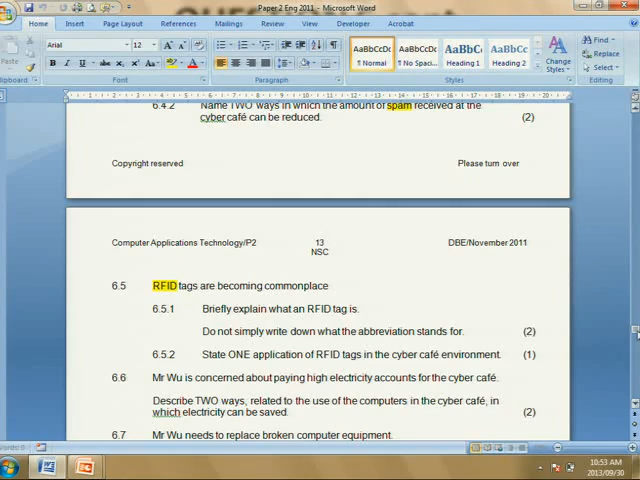 Paper 2 Eng 2011 - Microsoft Word
Home Insert Page Layout References Mailings Review View Developer Acrobat
Paste
Clipboard
Arial 12
Font
Paragraph
AaBbCcDc AaBbCcDc AaBbCc AaBbCc
¶ Normal ¶ No Spaci... Heading 1 Heading 2
Styles
Change
Styles
Find
Replace
Select
Editing
6.4.2 Name TWO ways in which the amount of spam received at the
cyber café can be reduced. (2)
Copyright reserved Please turn over
Computer Applications Technology/P2 13 DBE/November 2011
NSC
6.5 RFID tags are becoming commonplace
6.5.1 Briefly explain what an RFID tag is.
Do not simply write down what the abbreviation stands for. (2)
6.5.2 State ONE application of RFID tags in the cyber café environment. (1)
6.6 Mr Wu is concerned about paying high electricity accounts for the cyber café.
Describe TWO ways, related to the use of the computers in the cyber café, in
which electricity can be saved. (2)
6.7 Mr Wu needs to replace broken computer equipment.
Words: 0
10:53 AM
2013/09/30